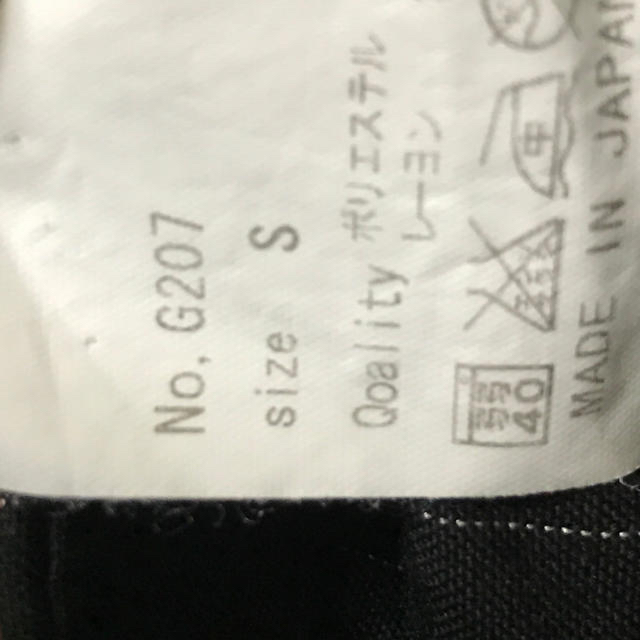 No, G207
size S
Qoality ポリエステル
レーヨン
40
中
MADE IN JAPAN